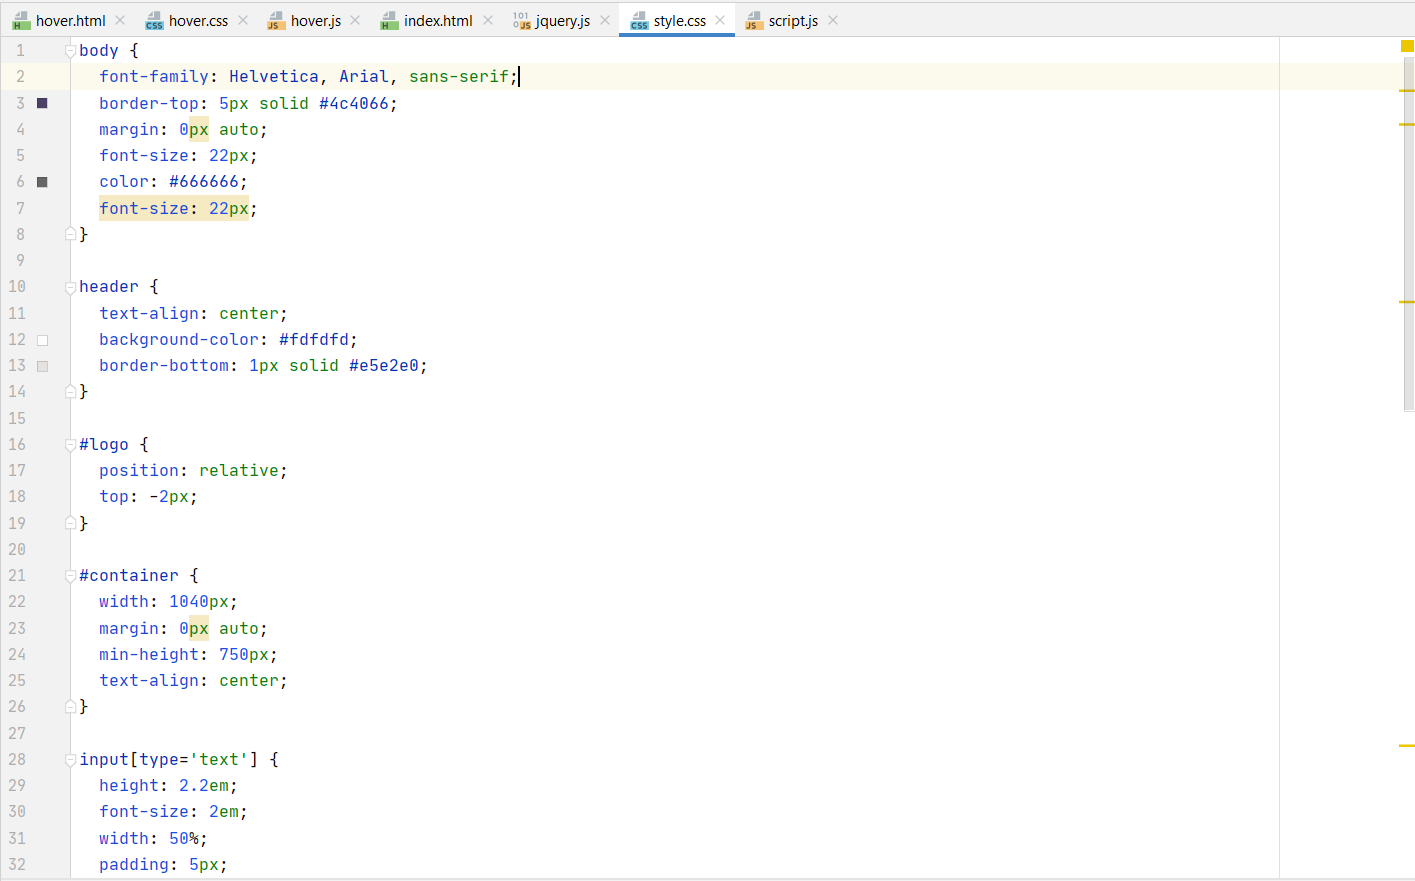 hover.html hover.css hover.js index.html jquery.js style.css script.js
1 body {
2 font-family: Helvetica, Arial, sans-serif;
3 border-top: 5px solid #4c4066;
4 margin: 0px auto;
5 font-size: 22px;
6 color: #666666;
7 font-size: 22px;
8 }
9
10 header {
11 text-align: center;
12 background-color: #fdfdfd;
13 border-bottom: 1px solid #e5e2e0;
14 }
15
16 #logo {
17 position: relative;
18 top: -2px;
19 }
20
21 #container {
22 width: 1040px;
23 margin: 0px auto;
24 min-height: 750px;
25 text-align: center;
26 }
27
28 input[type='text'] {
29 height: 2.2em;
30 font-size: 2em;
31 width: 50%;
32 padding: 5px;